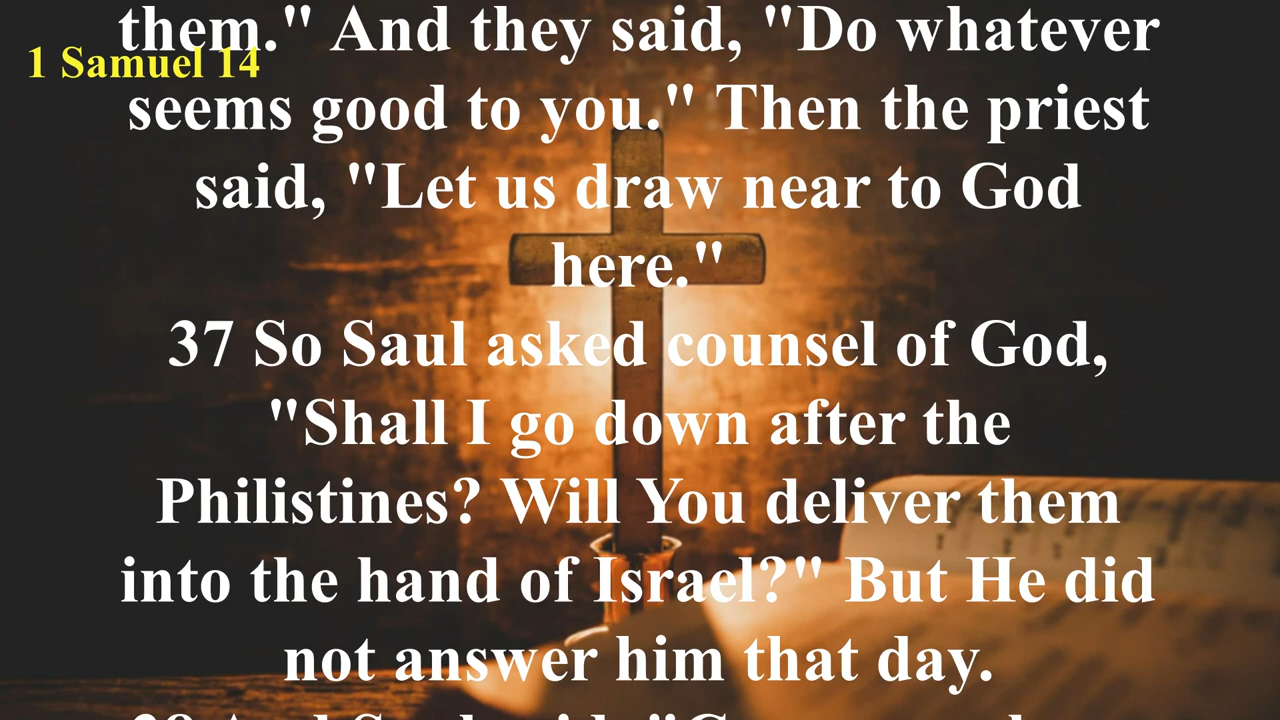 them." And they said, "Do whatever
1 Samuel 14
seems good to you." Then the priest
said, "Let us draw near to God
here."
37 So Saul asked counsel of God,
"Shall I go down after the
Philistines? Will You deliver them
into the hand of Israel?" But He did
not answer him that day.